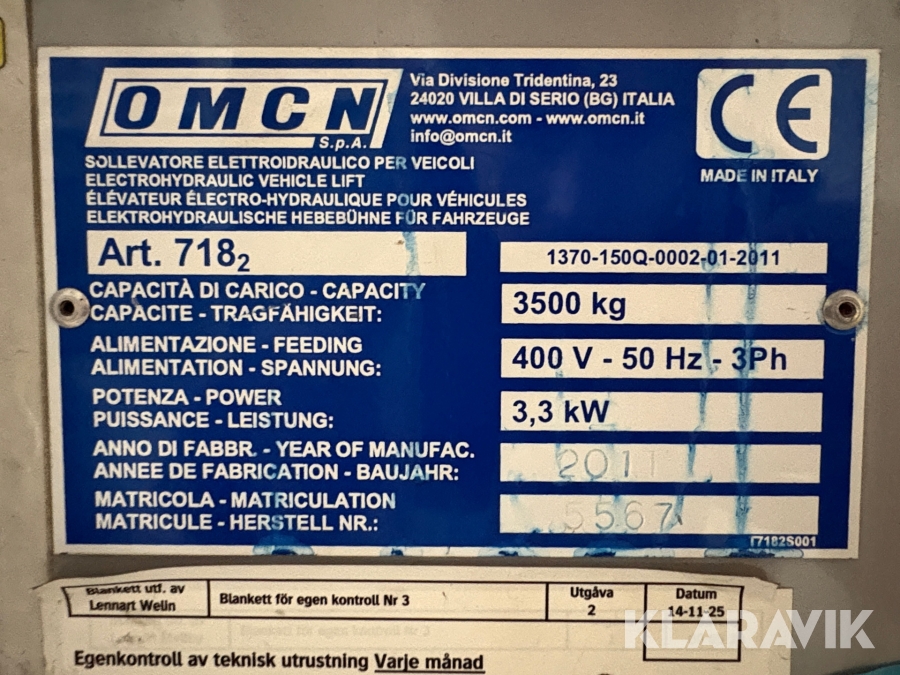 OMCN
S.p.A.
Via Divisione Tridentina, 23
24020 VILLA DI SERIO (BG) ITALIA
www.omcn.com - www.omcn.it
info@omcn.it
CE
MADE IN ITALY
SOLLEVATORE ELETTROIDRAULICO PER VEICOLI
ELECTROHYDRAULIC VEHICLE LIFT
ÉLÉVATEUR ÉLECTRO-HYDRAULIQUE POUR VÉHICULES
ELEKTROHYDRAULISCHE HEBEBÜHNE FÜR FAHRZEUGE
Art. 718₂
1370-150Q-0002-01-2011
CAPACITÀ DI CARICO - CAPACITY
CAPACITE - TRAGFÄHIGKEIT:
3500 kg
ALIMENTAZIONE - FEEDING
ALIMENTATION - SPANNUNG:
400 V - 50 Hz - 3Ph
POTENZA - POWER
PUISSANCE - LEISTUNG:
3,3 kW
ANNO DI FABBR. - YEAR OF MANUFAC.
ANNEE DE FABRICATION - BAUJAHR:
2011
MATRICOLA - MATRICULATION
MATRICULE - HERSTELL NR.:
5567
T7182S001
Blankett utf. av
Lennart Welin
Blankett för egen kontroll Nr 3
Utgåva
2
Datum
14-11-25
Egenkontroll av teknisk utrustning Varje månad
KLARAVIK